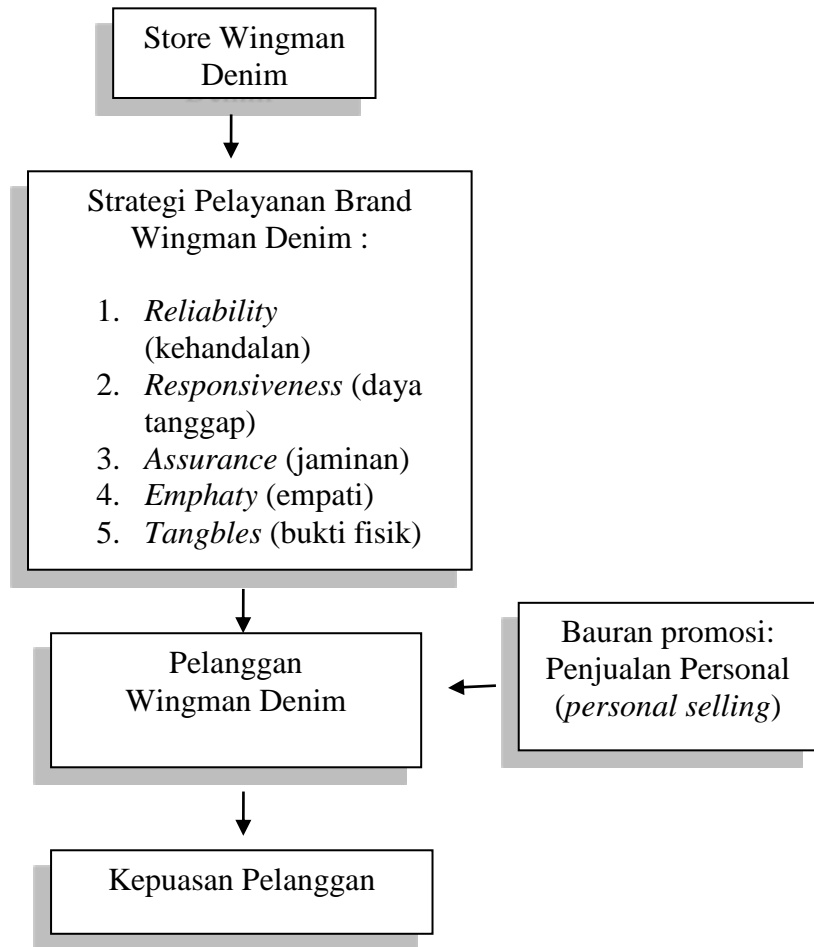 Store Wingman
Denim
Strategi Pelayanan Brand
Wingman Denim :
1. Reliability
(kehandalan)
2. Responsiveness (daya
tanggap)
3. Assurance (jaminan)
4. Emphaty (empati)
5. Tangbles (bukti fisik)
Pelanggan
Wingman Denim
Bauran promosi:
Penjualan Personal
(personal selling)
Kepuasan Pelanggan